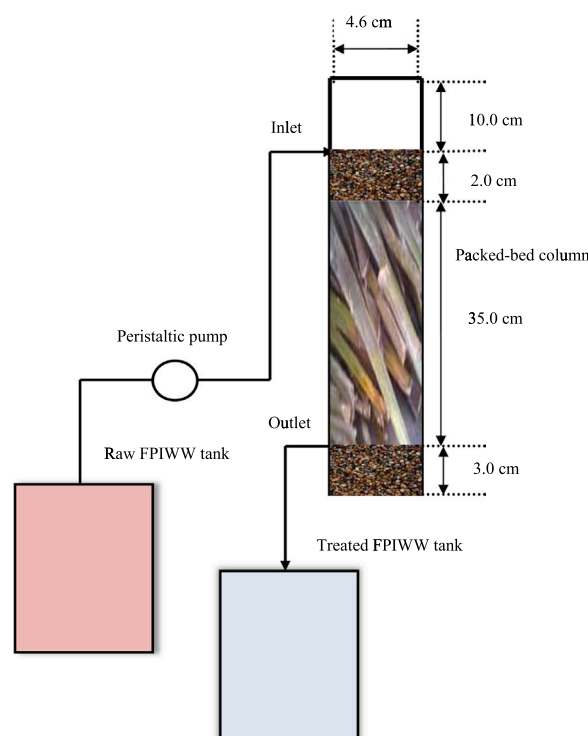 4.6 cm
10.0 cm
Inlet
2.0 cm
Packed-bed column
35.0 cm
Peristaltic pump
Outlet
Raw FPIWW tank
3.0 cm
Treated FPIWW tank